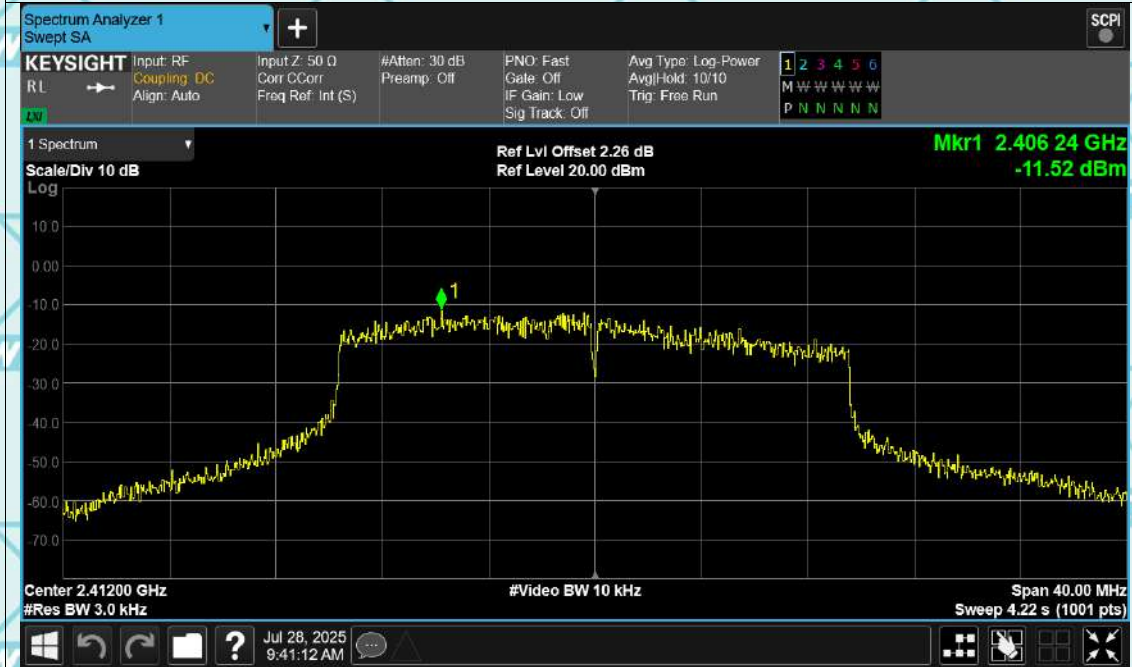 Spectrum Analyzer 1
Swept SA
+
SCPI
KEYSIGHT
RL
LXI
Input: RF
Coupling: DC
Align: Auto
Input Z: 50 Ω
Corr CCorr
Freq Ref: Int (S)
#Atten: 30 dB
Preamp: Off
PNO: Fast
Gate: Off
IF Gain: Low
Sig Track: Off
Avg Type: Log-Power
Avg|Hold: 10/10
Trig: Free Run
1 2 3 4 5 6
M W W W W W
P N N N N N
1 Spectrum
Scale/Div 10 dB
Log
Ref Lvl Offset 2.26 dB
Ref Level 20.00 dBm
Mkr1 2.406 24 GHz
-11.52 dBm
10.0
0.00
-10.0
-20.0
-30.0
-40.0
-50.0
-60.0
-70.0
1
Center 2.41200 GHz
#Res BW 3.0 kHz
#Video BW 10 kHz
Span 40.00 MHz
Sweep 4.22 s (1001 pts)
?
Jul 28, 2025
9:41:12 AM